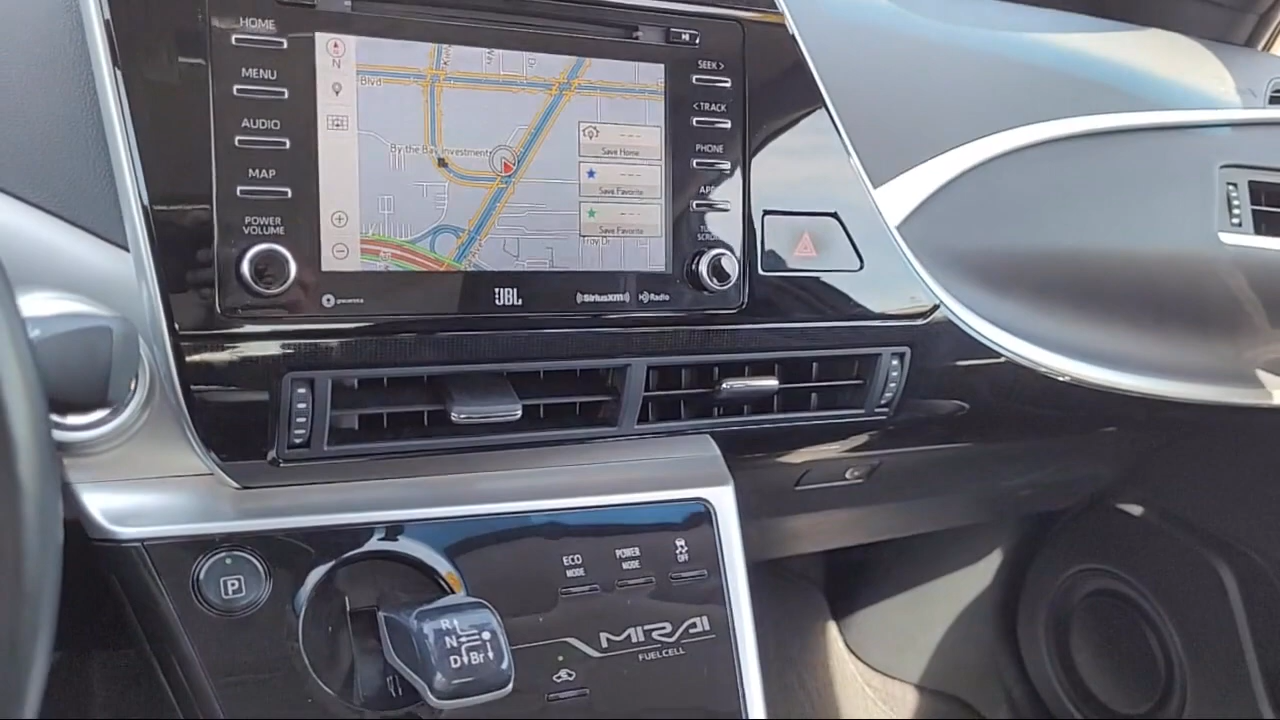 HOME
MENU
AUDIO
MAP
POWER
VOLUME
N
Blvd
By the Bay Investment
Save Home
Save Favorite
Save Favorite
Troy Dr
SEEK >
< TRACK
PHONE
JBL
SiriusXM
HD Radio
P
ECO
MODE
POWER
MODE
OFF
R
N
D Br
MIRAI
FUELCELL